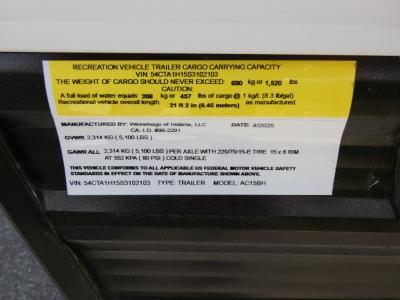 RECREATION VEHICLE TRAILER CARGO CARRYING CAPACITY
VIN: 54CTA1H15S3102103
THE WEIGHT OF CARGO SHOULD NEVER EXCEED: 690 kg or 1,520 lbs
CAUTION:
A full load of water equals 208 kg or 457 lbs of cargo @ 1 kg/L (8.3 lb/gal)
Recreational vehicle overall length 21 ft 2 in (6.45 meters) as manufactured.
MANUFACTURED BY: Winnebago of Indiana, LLC DATE: 4/2025
CA. I.D. #98-2291
GVWR 2,314 KG ( 5,100 LBS )
GAWR ALL 2,314 KG ( 5,100 LBS ) PER AXLE WITH 225/75/15-E TIRE 15 x 6 RIM
AT 552 KPA ( 80 PSI ) COLD SINGLE
THIS VEHICLE CONFORMS TO ALL APPLICABLE US FEDERAL MOTOR VEHICLE SAFETY
STANDARDS IN EFFECT ON THE DATE OF MANUFACTURE SHOWN ABOVE.
VIN: 54CTA1H15S3102103 TYPE: TRAILER MODEL: AC15BH